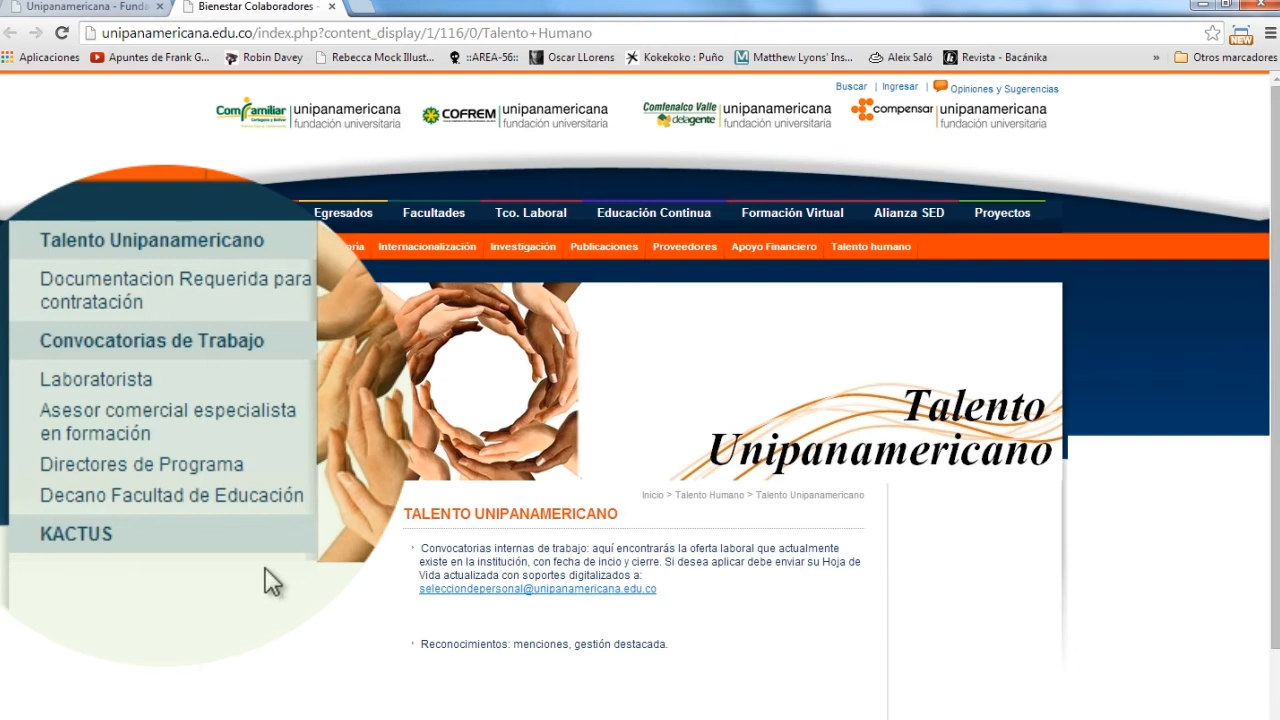 Unipanamericana - Funda
Bienestar Colaboradores -
unipanamericana.edu.co/index.php?content_display/1/116/0/Talento+Humano
NEW
Aplicaciones
Apuntes de Frank G...
Robin Davey
Rebecca Mock Illust...
::AREA-56::
Oscar LLorens
Kokekoko : Puño
Matthew Lyons' Ins...
Aleix Saló
Revista - Bacánika
»
Otros marcadores
Buscar | Ingresar | Opiniones y Sugerencias
Comfamiliar unipanamericana
fundación universitaria
COFREM unipanamericana
fundación universitaria
Comfenalco Valle
delagente
unipanamericana
fundación universitaria
compensar unipanamericana
fundación universitaria
Egresados Facultades Tco. Laboral Educación Continua Formación Virtual Alianza SED Proyectos
Internacionalización Investigación Publicaciones Proveedores Apoyo Financiero Talento humano
Talento Unipanamericano
Documentacion Requerida para
contratación
Convocatorias de Trabajo
Laboratorista
Asesor comercial especialista
en formación
Directores de Programa
Decano Facultad de Educación
KACTUS
Talento
Unipanamericano
Inicio > Talento Humano > Talento Unipanamericano
TALENTO UNIPANAMERICANO
Convocatorias internas de trabajo: aquí encontrarás la oferta laboral que actualmente
existe en la institución, con fecha de incio y cierre. Si desea aplicar debe enviar su Hoja de
Vida actualizada con soportes digitalizados a:
selecciondepersonal@unipanamericana.edu.co
Reconocimientos: menciones, gestión destacada.